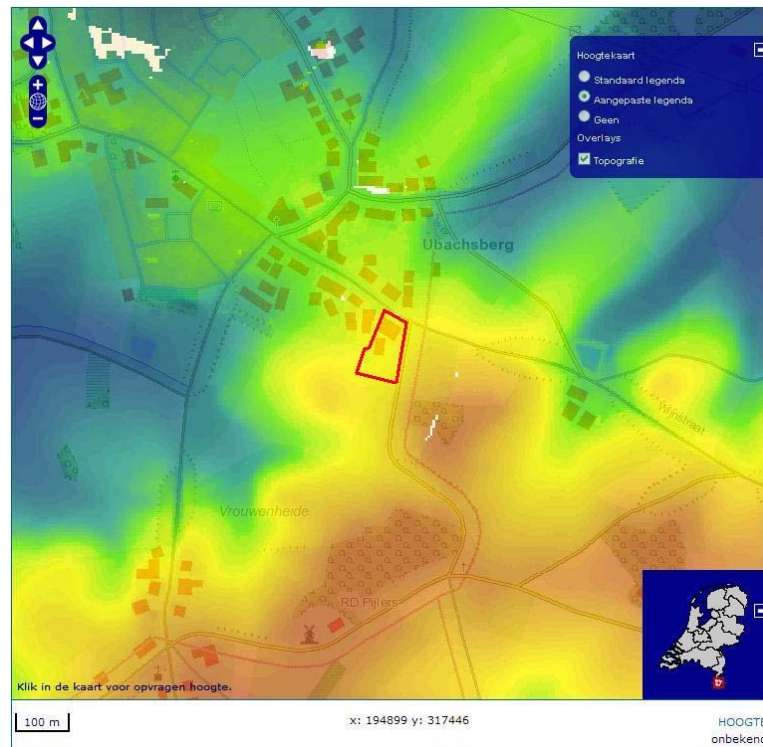 Hoogtekaart
Standaard legenda
Aangepaste legenda
Geen
Overlays
Topografie
Ubachsberg
Wijnstraat
Vrouwenheide
RD Pijlers
Klik in de kaart voor opvragen hoogte.
100 m
x: 194899 y: 317446
HOOGTE
onbekend